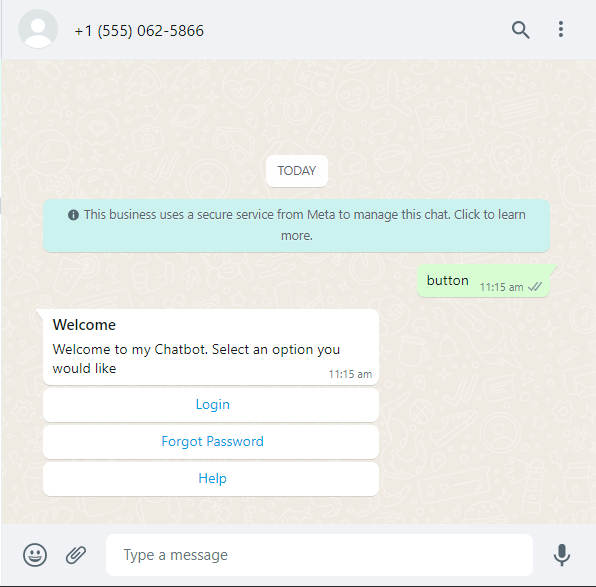 +1 (555) 062-5866
TODAY
This business uses a secure service from Meta to manage this chat. Click to learn
more.
button
11:15 am
Welcome
Welcome to my Chatbot. Select an option you
would like
11:15 am
Login
Forgot Password
Help
Type a message